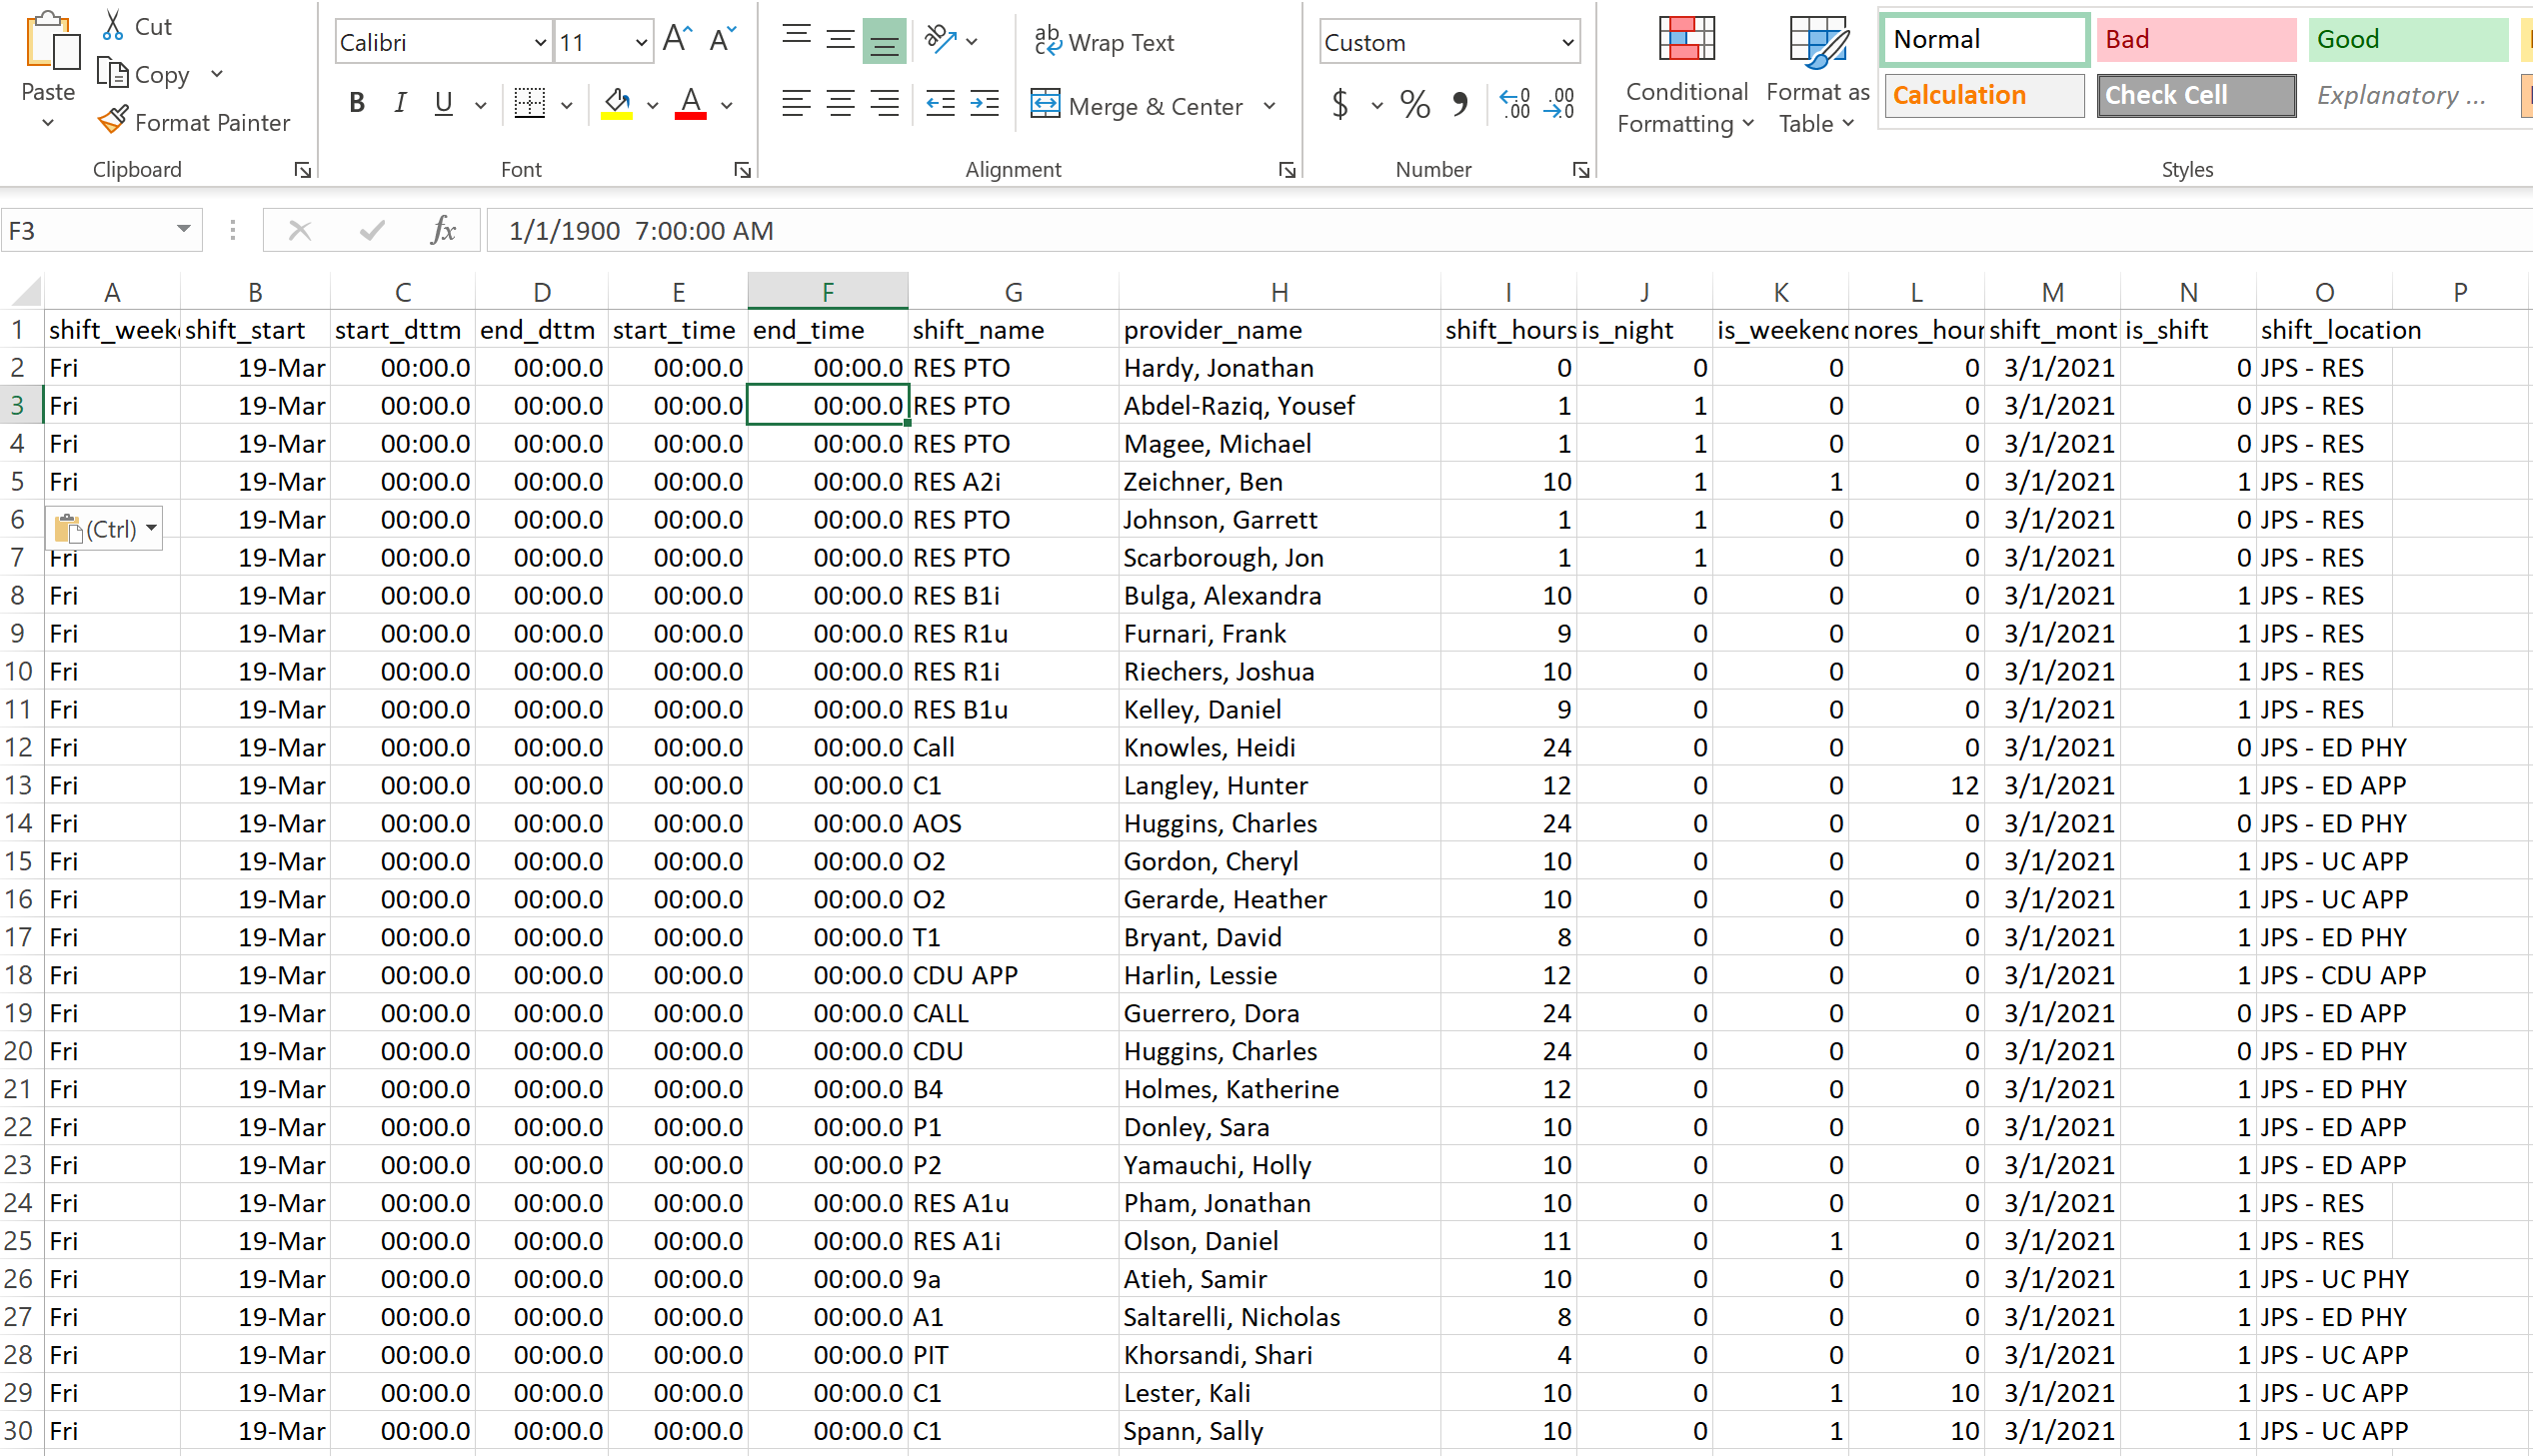 Cut
Copy
Format Painter
Paste
Clipboard
Calibri 11 A A
B I U A
Font
ab Wrap Text
Merge & Center
Alignment
Custom
$ % 9 .00 .00
Number
Conditional Formatting
Format as Table
Normal Bad Good
Calculation Check Cell Explanatory ...
Styles
F3 fx 1/1/1900 7:00:00 AM
A B C D E F G H I J K L M N O P
1 shift_weeke shift_start start_dttm end_dttm start_time end_time shift_name provider_name shift_hours is_night is_weekend nores_hour shift_mont is_shift shift_location
2 Fri 19-Mar 00:00.0 00:00.0 00:00.0 00:00.0 RES PTO Hardy, Jonathan 0 0 0 0 3/1/2021 0 JPS - RES
3 Fri 19-Mar 00:00.0 00:00.0 00:00.0 00:00.0 RES PTO Abdel-Raziq, Yousef 1 1 0 0 3/1/2021 0 JPS - RES
4 Fri 19-Mar 00:00.0 00:00.0 00:00.0 00:00.0 RES PTO Magee, Michael 1 1 0 0 3/1/2021 0 JPS - RES
5 Fri 19-Mar 00:00.0 00:00.0 00:00.0 00:00.0 RES A2i Zeichner, Ben 10 1 1 0 3/1/2021 1 JPS - RES
6 (Ctrl) 19-Mar 00:00.0 00:00.0 00:00.0 00:00.0 RES PTO Johnson, Garrett 1 1 0 0 3/1/2021 0 JPS - RES
7 Fri 19-Mar 00:00.0 00:00.0 00:00.0 00:00.0 RES PTO Scarborough, Jon 1 1 0 0 3/1/2021 0 JPS - RES
8 Fri 19-Mar 00:00.0 00:00.0 00:00.0 00:00.0 RES B1i Bulga, Alexandra 10 0 0 0 3/1/2021 1 JPS - RES
9 Fri 19-Mar 00:00.0 00:00.0 00:00.0 00:00.0 RES R1u Furnari, Frank 9 0 0 0 3/1/2021 1 JPS - RES
10 Fri 19-Mar 00:00.0 00:00.0 00:00.0 00:00.0 RES R1i Riechers, Joshua 10 0 0 0 3/1/2021 1 JPS - RES
11 Fri 19-Mar 00:00.0 00:00.0 00:00.0 00:00.0 RES B1u Kelley, Daniel 9 0 0 0 3/1/2021 1 JPS - RES
12 Fri 19-Mar 00:00.0 00:00.0 00:00.0 00:00.0 Call Knowles, Heidi 24 0 0 0 3/1/2021 0 JPS - ED PHY
13 Fri 19-Mar 00:00.0 00:00.0 00:00.0 00:00.0 C1 Langley, Hunter 12 0 0 12 3/1/2021 1 JPS - ED APP
14 Fri 19-Mar 00:00.0 00:00.0 00:00.0 00:00.0 AOS Huggins, Charles 24 0 0 0 3/1/2021 0 JPS - ED PHY
15 Fri 19-Mar 00:00.0 00:00.0 00:00.0 00:00.0 O2 Gordon, Cheryl 10 0 0 0 3/1/2021 1 JPS - UC APP
16 Fri 19-Mar 00:00.0 00:00.0 00:00.0 00:00.0 O2 Gerarde, Heather 10 0 0 0 3/1/2021 1 JPS - UC APP
17 Fri 19-Mar 00:00.0 00:00.0 00:00.0 00:00.0 T1 Bryant, David 8 0 0 0 3/1/2021 1 JPS - ED PHY
18 Fri 19-Mar 00:00.0 00:00.0 00:00.0 00:00.0 CDU APP Harlin, Lessie 12 0 0 0 3/1/2021 1 JPS - CDU APP
19 Fri 19-Mar 00:00.0 00:00.0 00:00.0 00:00.0 CALL Guerrero, Dora 24 0 0 0 3/1/2021 0 JPS - ED APP
20 Fri 19-Mar 00:00.0 00:00.0 00:00.0 00:00.0 CDU Huggins, Charles 24 0 0 0 3/1/2021 0 JPS - ED PHY
21 Fri 19-Mar 00:00.0 00:00.0 00:00.0 00:00.0 B4 Holmes, Katherine 12 0 0 0 3/1/2021 1 JPS - ED PHY
22 Fri 19-Mar 00:00.0 00:00.0 00:00.0 00:00.0 P1 Donley, Sara 10 0 0 0 3/1/2021 1 JPS - ED APP
23 Fri 19-Mar 00:00.0 00:00.0 00:00.0 00:00.0 P2 Yamauchi, Holly 10 0 0 0 3/1/2021 1 JPS - ED APP
24 Fri 19-Mar 00:00.0 00:00.0 00:00.0 00:00.0 RES A1u Pham, Jonathan 10 0 0 0 3/1/2021 1 JPS - RES
25 Fri 19-Mar 00:00.0 00:00.0 00:00.0 00:00.0 RES A1i Olson, Daniel 11 0 1 0 3/1/2021 1 JPS - RES
26 Fri 19-Mar 00:00.0 00:00.0 00:00.0 00:00.0 9a Atieh, Samir 10 0 0 0 3/1/2021 1 JPS - UC PHY
27 Fri 19-Mar 00:00.0 00:00.0 00:00.0 00:00.0 A1 Saltarelli, Nicholas 8 0 0 0 3/1/2021 1 JPS - ED PHY
28 Fri 19-Mar 00:00.0 00:00.0 00:00.0 00:00.0 PIT Khorsandi, Shari 4 0 0 0 3/1/2021 1 JPS - UC APP
29 Fri 19-Mar 00:00.0 00:00.0 00:00.0 00:00.0 C1 Lester, Kali 10 0 1 10 3/1/2021 1 JPS - UC APP
30 Fri 19-Mar 00:00.0 00:00.0 00:00.0 00:00.0 C1 Spann, Sally 10 0 1 10 3/1/2021 1 JPS - UC APP